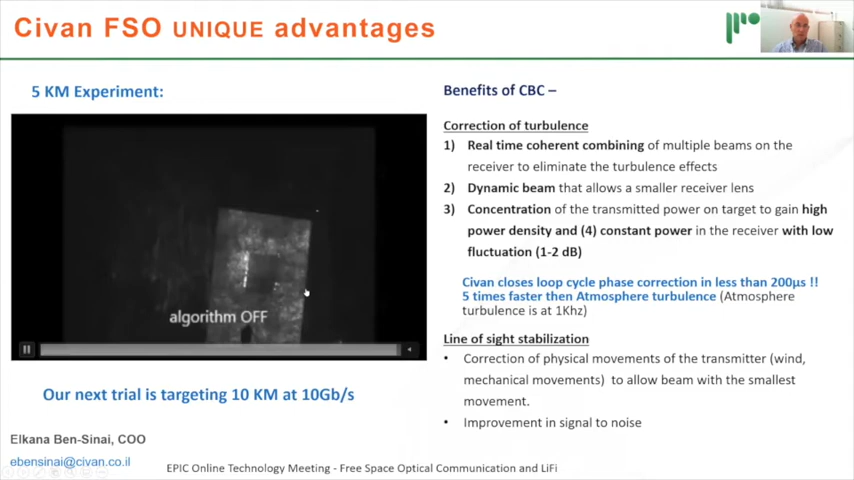 Civan FSO UNIQUE advantages
5 KM Experiment:
algorithm OFF
Our next trial is targeting 10 KM at 10Gb/s
Elkana Ben-Sinai, COO
ebensinai@civan.co.il
Benefits of CBC –
Correction of turbulence
1) Real time coherent combining of multiple beams on the
receiver to eliminate the turbulence effects
2) Dynamic beam that allows a smaller receiver lens
3) Concentration of the transmitted power on target to gain high
power density and (4) constant power in the receiver with low
fluctuation (1-2 dB)
Civan closes loop cycle phase correction in less than 200µs !!
5 times faster then Atmosphere turbulence (Atmosphere
turbulence is at 1Khz)
Line of sight stabilization
• Correction of physical movements of the transmitter (wind,
mechanical movements) to allow beam with the smallest
movement.
• Improvement in signal to noise
EPIC Online Technology Meeting - Free Space Optical Communication and LiFi